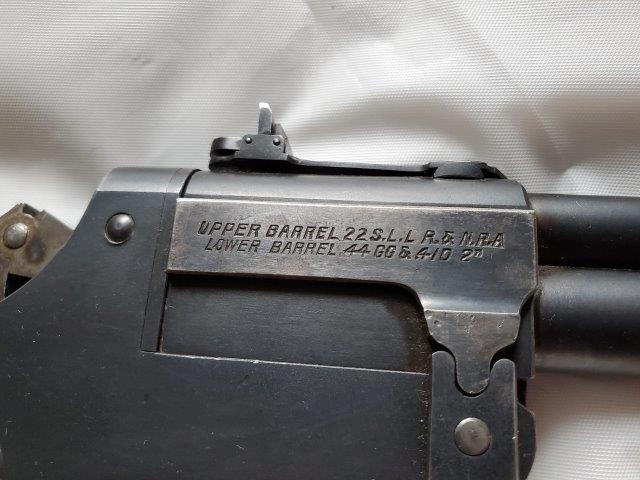 UPPER BARREL 22 S.L.L R.& N.R.A
LOWER BARREL 44 GG & 410 2"